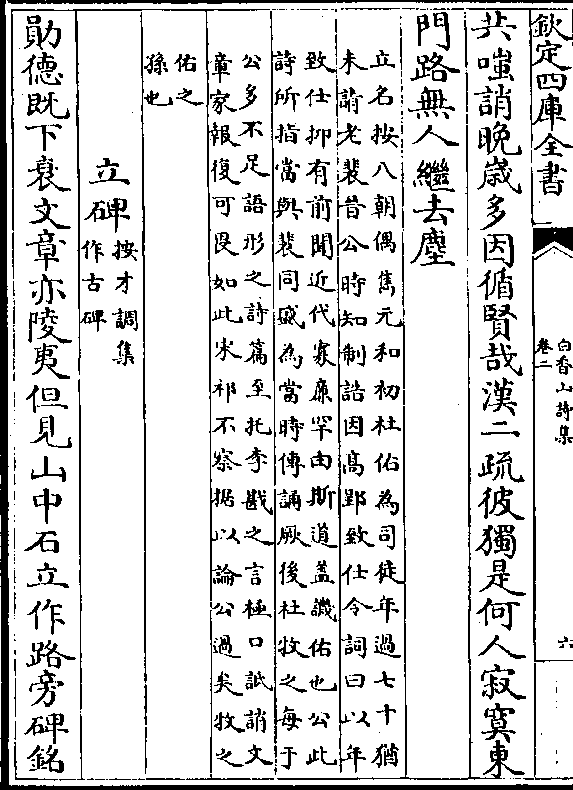 欽定四庫全書
白香山詩集
卷二
六
共嗤誚晚歲多因循賢哉漢二疏彼獨是何人寂寞東
門路無人繼去塵
立名按八朝偶雋元和初杜佑為司徒年過七十猶
未請老裴晉公時知制誥因髙郢致仕令詞曰以年
致仕抑有前聞近代寡廉罕由斯道蓋譏佑也公此
詩所指當與裴同盛為當時傳誦厥後杜牧之每于
公多不足語形之詩篇至托李戡之言極口詆誚文
章家報復可畏如此宋祁不察据以論公過矣牧之
佑之
孫也
立碑
按才調集
作古碑
勛德既下衰文章亦陵夷但見山中石立作路旁碑銘